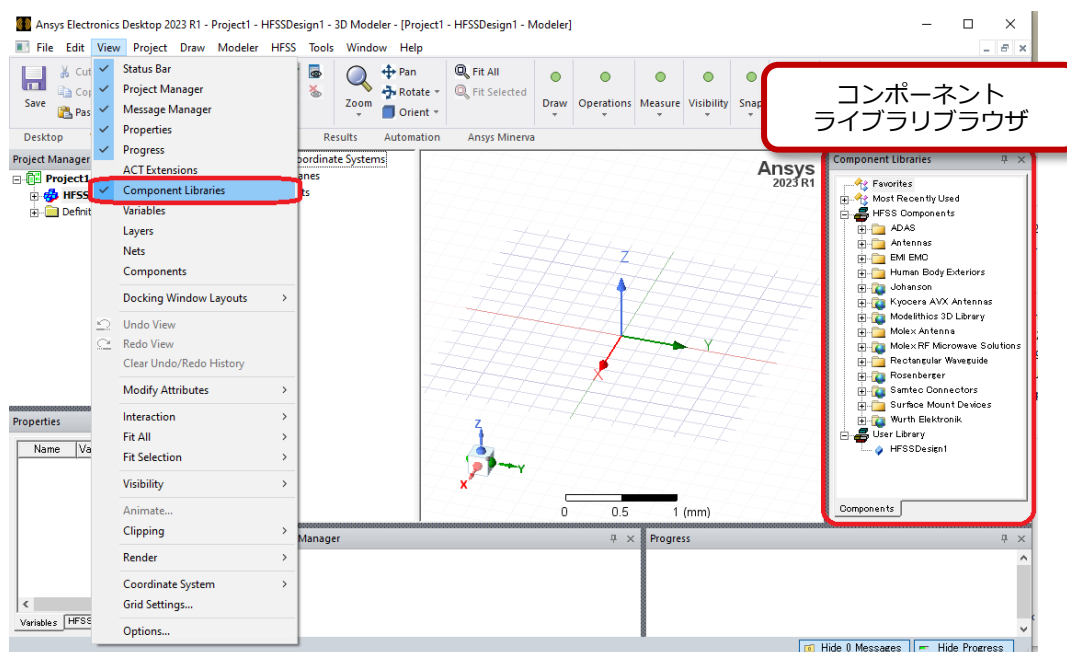 Ansys Electronics Desktop 2023 R1 - Project1 - HFSSDesign1 - 3D Modeler - [Project1 - HFSSDesign1 - Modeler]
File Edit View Project Draw Modeler HFSS Tools Window Help
Save
Cut
Pas
Zoom
Pan
Rotate
Orient
Fit All
Fit Selected
Draw Operations Measure Visibility Snap
Desktop
Results Automation Ansys Minerva
コンポーネント
ライブラリブラウザ
Status Bar
Project Manager
Message Manager
Properties
Progress
ACT Extensions
Component Libraries
Variables
Layers
Nets
Components
Docking Window Layouts
Undo View
Redo View
Clear Undo/Redo History
Modify Attributes
Interaction
Fit All
Fit Selection
Visibility
Animate...
Clipping
Render
Coordinate System
Grid Settings...
Options...
Project Manager
Project1
HFSS
Definit
oordinate Systems
anes
ts
Ansys
2023 R1
Z
Y
X
Z
Y
X
0 0.5 1 (mm)
Component Libraries
Favorites
Most Recently Used
HFSS Components
ADAS
Antennas
EMI EMC
Human Body Exteriors
Johanson
Kyocera AVX Antennas
Modelithics 3D Library
Molex Antenna
Molex RF Microwave Solutions
Rectangular Waveguide
Rosenberger
Samtec Connectors
Surface Mount Devices
Wurth Elektronik
User Library
HFSSDesign1
Components
Properties
Name Va
Variables HFSS
Manager
Progress
Hide 0 Messages Hide Progress